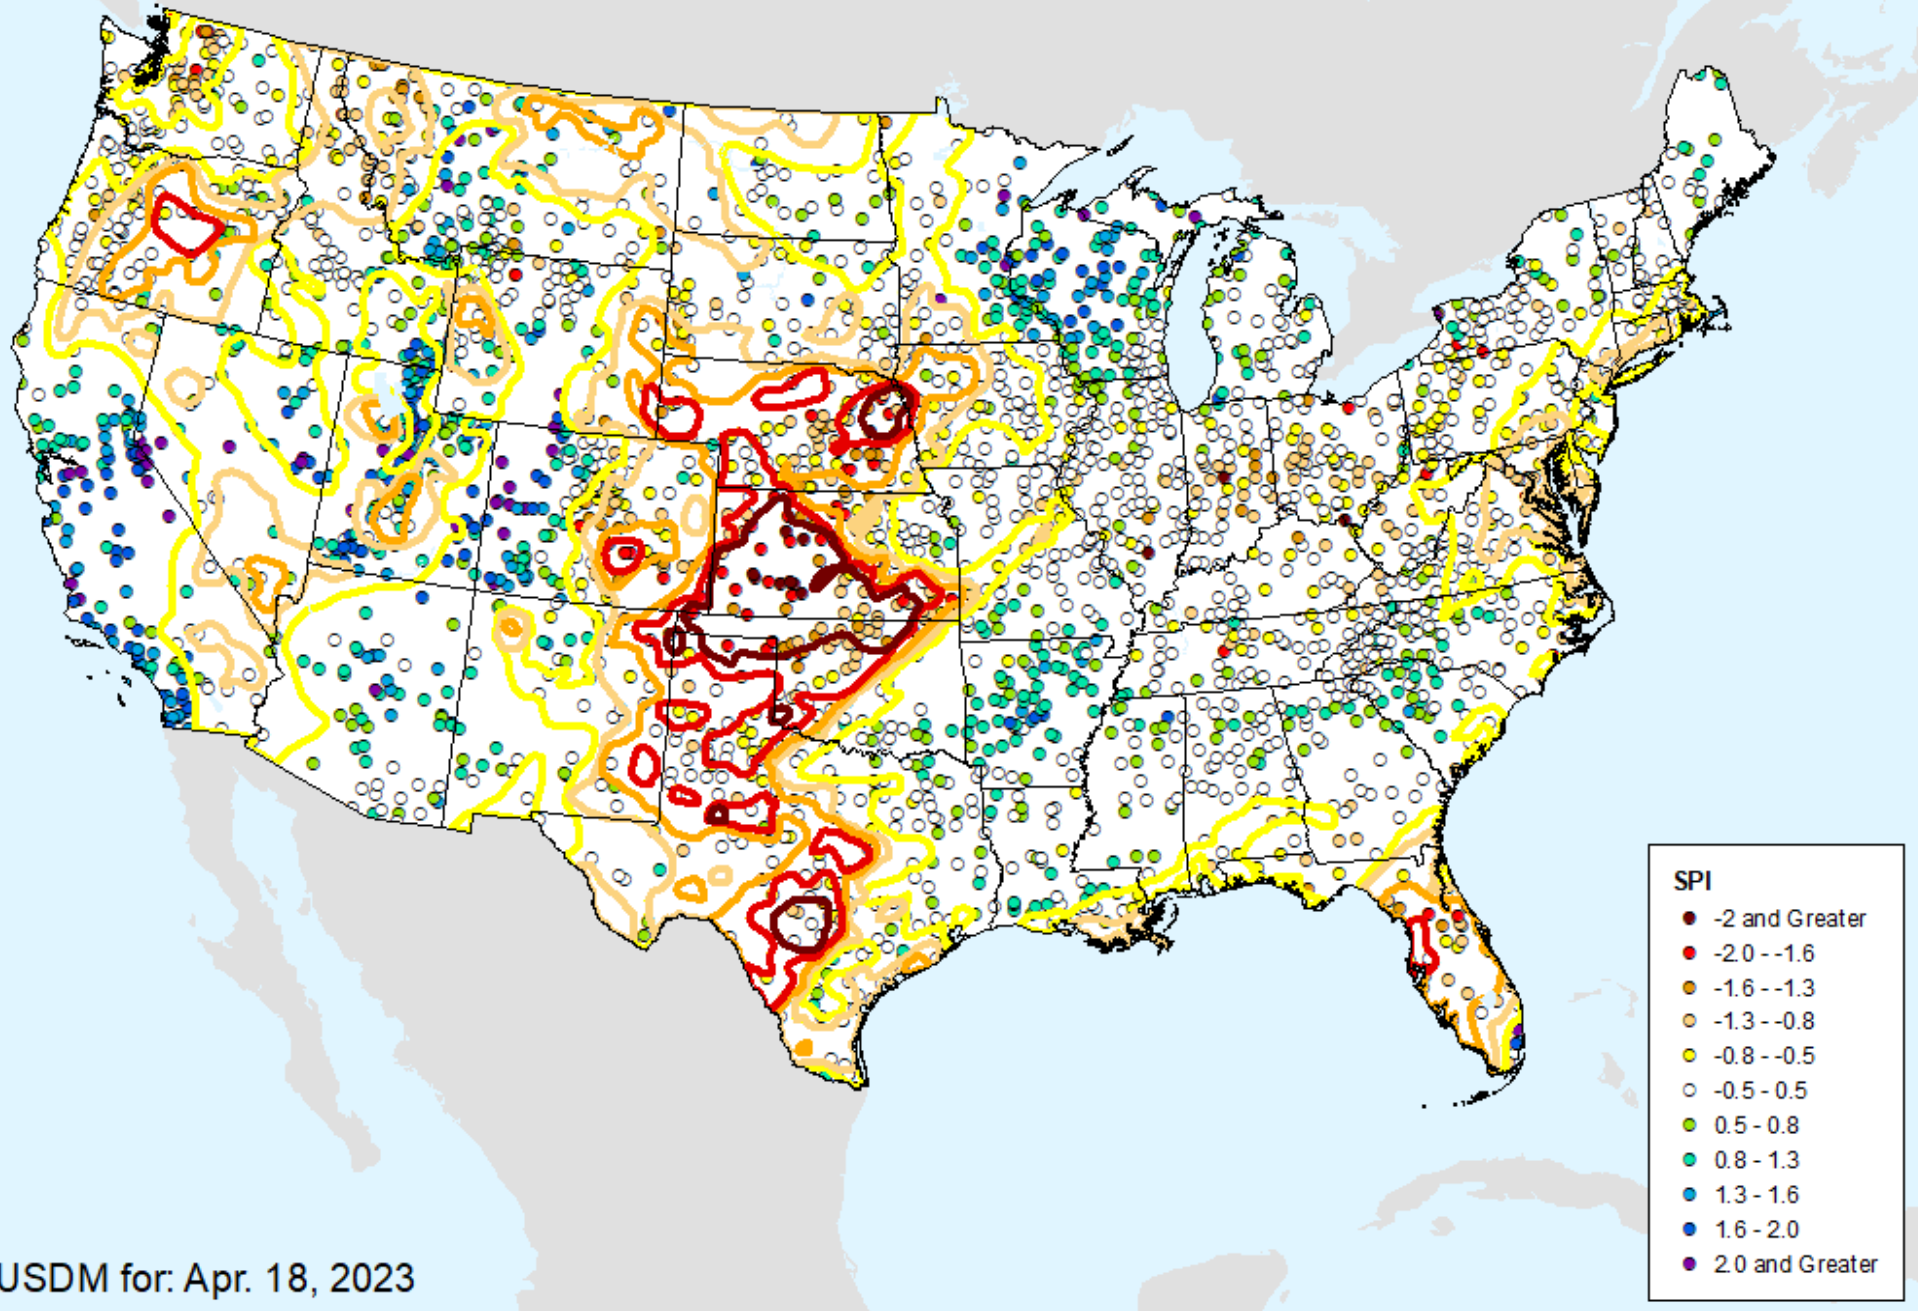 SPI
-2 and Greater
-2.0 - -1.6
-1.6 - -1.3
-1.3 - -0.8
-0.8 - -0.5
-0.5 - 0.5
0.5 - 0.8
0.8 - 1.3
1.3 - 1.6
1.6 - 2.0
2.0 and Greater
USDM for: Apr. 18, 2023